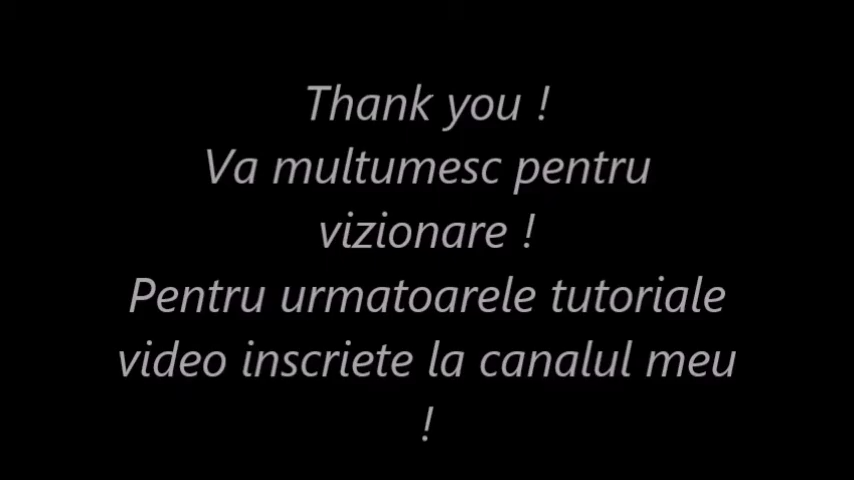 Thank you !
Va multumesc pentru
vizionare !
Pentru urmatoarele tutoriale
video inscriete la canalul meu
!